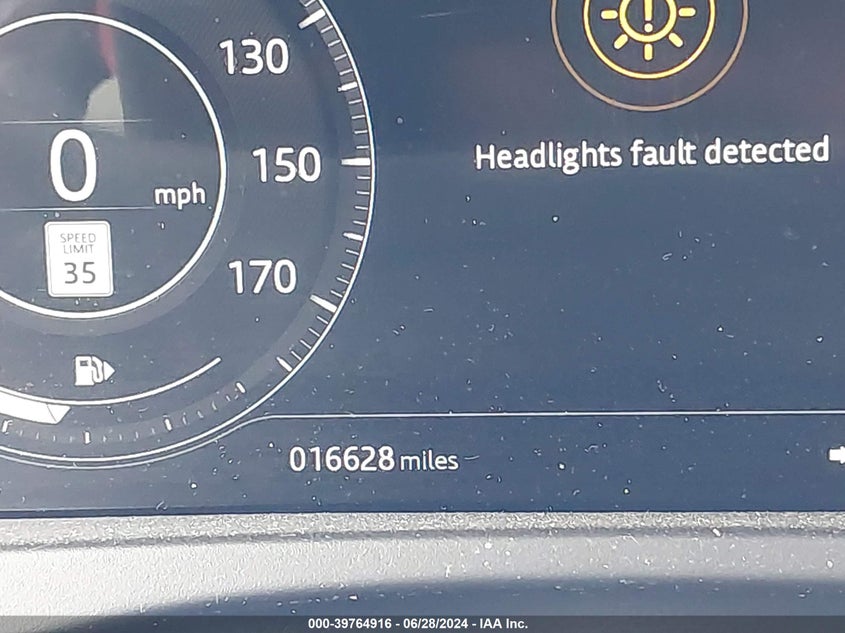 130
Headlights fault detected
0 mph
150
SPEED
LIMIT
35
170
016628 miles
000-39764916 - 06/28/2024 - IAA Inc.